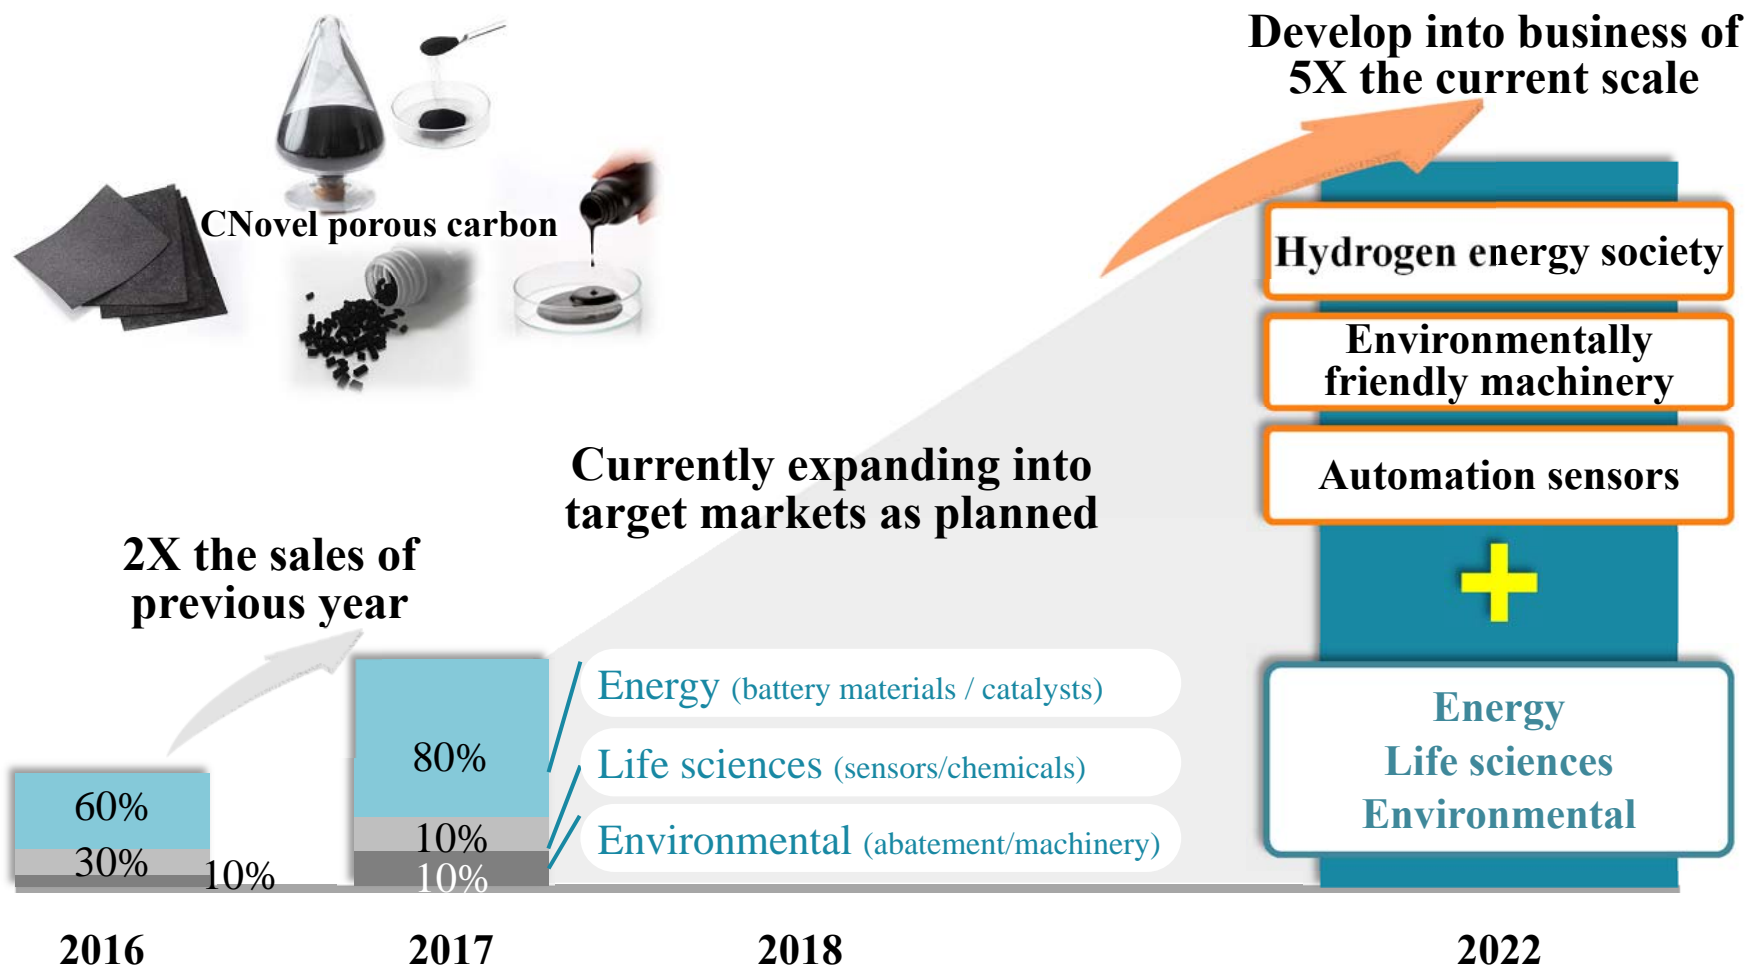 Develop into business of
5X the current scale
CNovel porous carbon
Hydrogen energy society
Environmentally
friendly machinery
Automation sensors
Currently expanding into
target markets as planned
2X the sales of
previous year
Energy (battery materials / catalysts)
Life sciences (sensors/chemicals)
Environmental (abatement/machinery)
60%
30%
10%
80%
10%
10%
+
Energy
Life sciences
Environmental
2016
2017
2018
2022